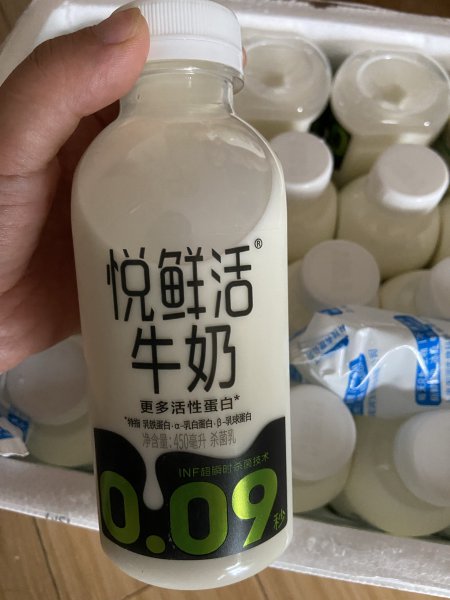 悦鲜活®
牛奶
更多活性蛋白*
*特指 乳铁蛋白·α-乳白蛋白·β-乳球蛋白
净含量:450毫升 杀菌乳
INF超瞬时杀菌技术
0.09秒